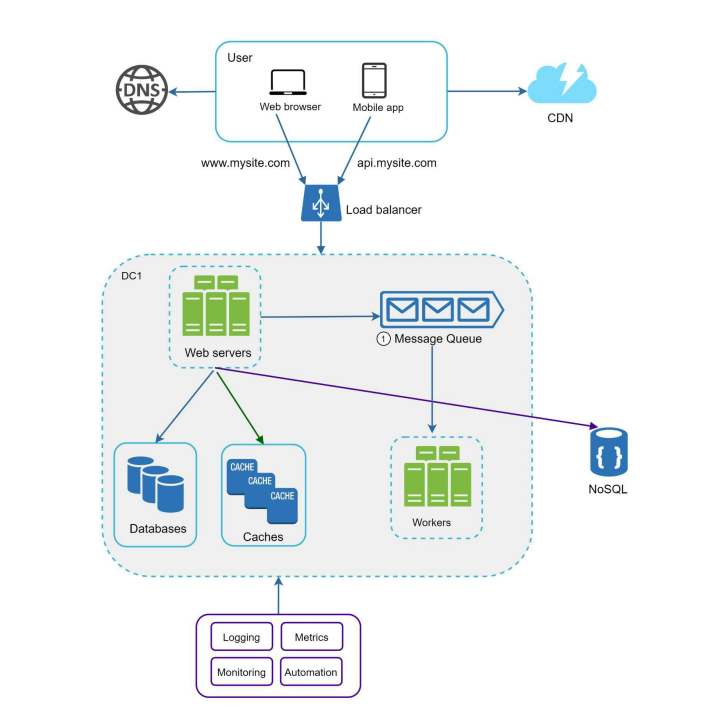 User
DNS
Web browser
Mobile app
CDN
www.mysite.com
api.mysite.com
Load balancer
DC1
Web servers
1 Message Queue
CACHE
CACHE
CACHE
Databases
Caches
Workers
{ }
NoSQL
Logging
Metrics
Monitoring
Automation